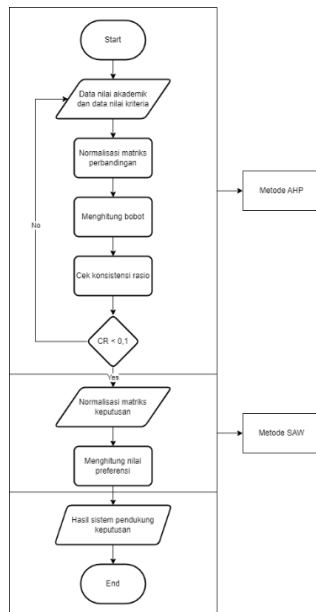 Start
Data nilai akademik
dan data nilai kriteria
Normalisasi matriks
perbandingan
Metode AHP
Menghitung bobot
No
Cek konsistensi rasio
CR < 0,1
Yes
Normalisasi matriks
keputusan
Metode SAW
Menghitung nilai
preferensi
Hasil sistem pendukung
keputusan
End